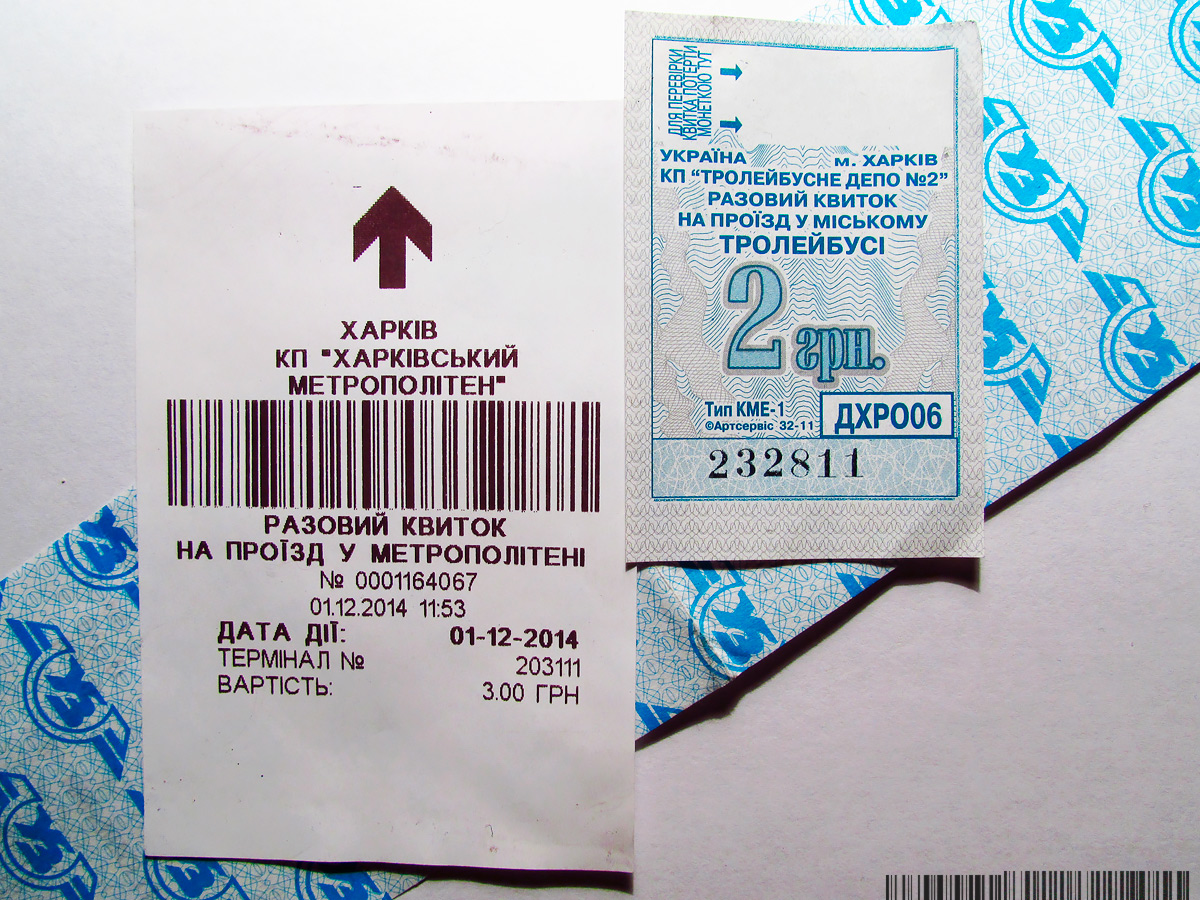 ХАРКІВ
КП "ХАРКІВСЬКИЙ
МЕТРОПОЛІТЕН"
РАЗОВИЙ КВИТОК
НА ПРОЇЗД У МЕТРОПОЛІТЕНІ
№ 0001164067
01.12.2014 11:53
ДАТА ДІЇ: 01-12-2014
ТЕРМІНАЛ № 203111
ВАРТІСТЬ: 3.00 ГРН
ДЛЯ ПЕРЕВІРКИ
КВИТКА ПОТЕРТИ
МОНЕТКОЮ ТУТ
УКРАЇНА м. ХАРКІВ
КП “ТРОЛЕЙБУСНЕ ДЕПО №2”
РАЗОВИЙ КВИТОК
НА ПРОЇЗД У МІСЬКОМУ
ТРОЛЕЙБУСІ
2 грн.
Тип КМЕ-1
©Артсервіс 32-11
ДХРО06
232811